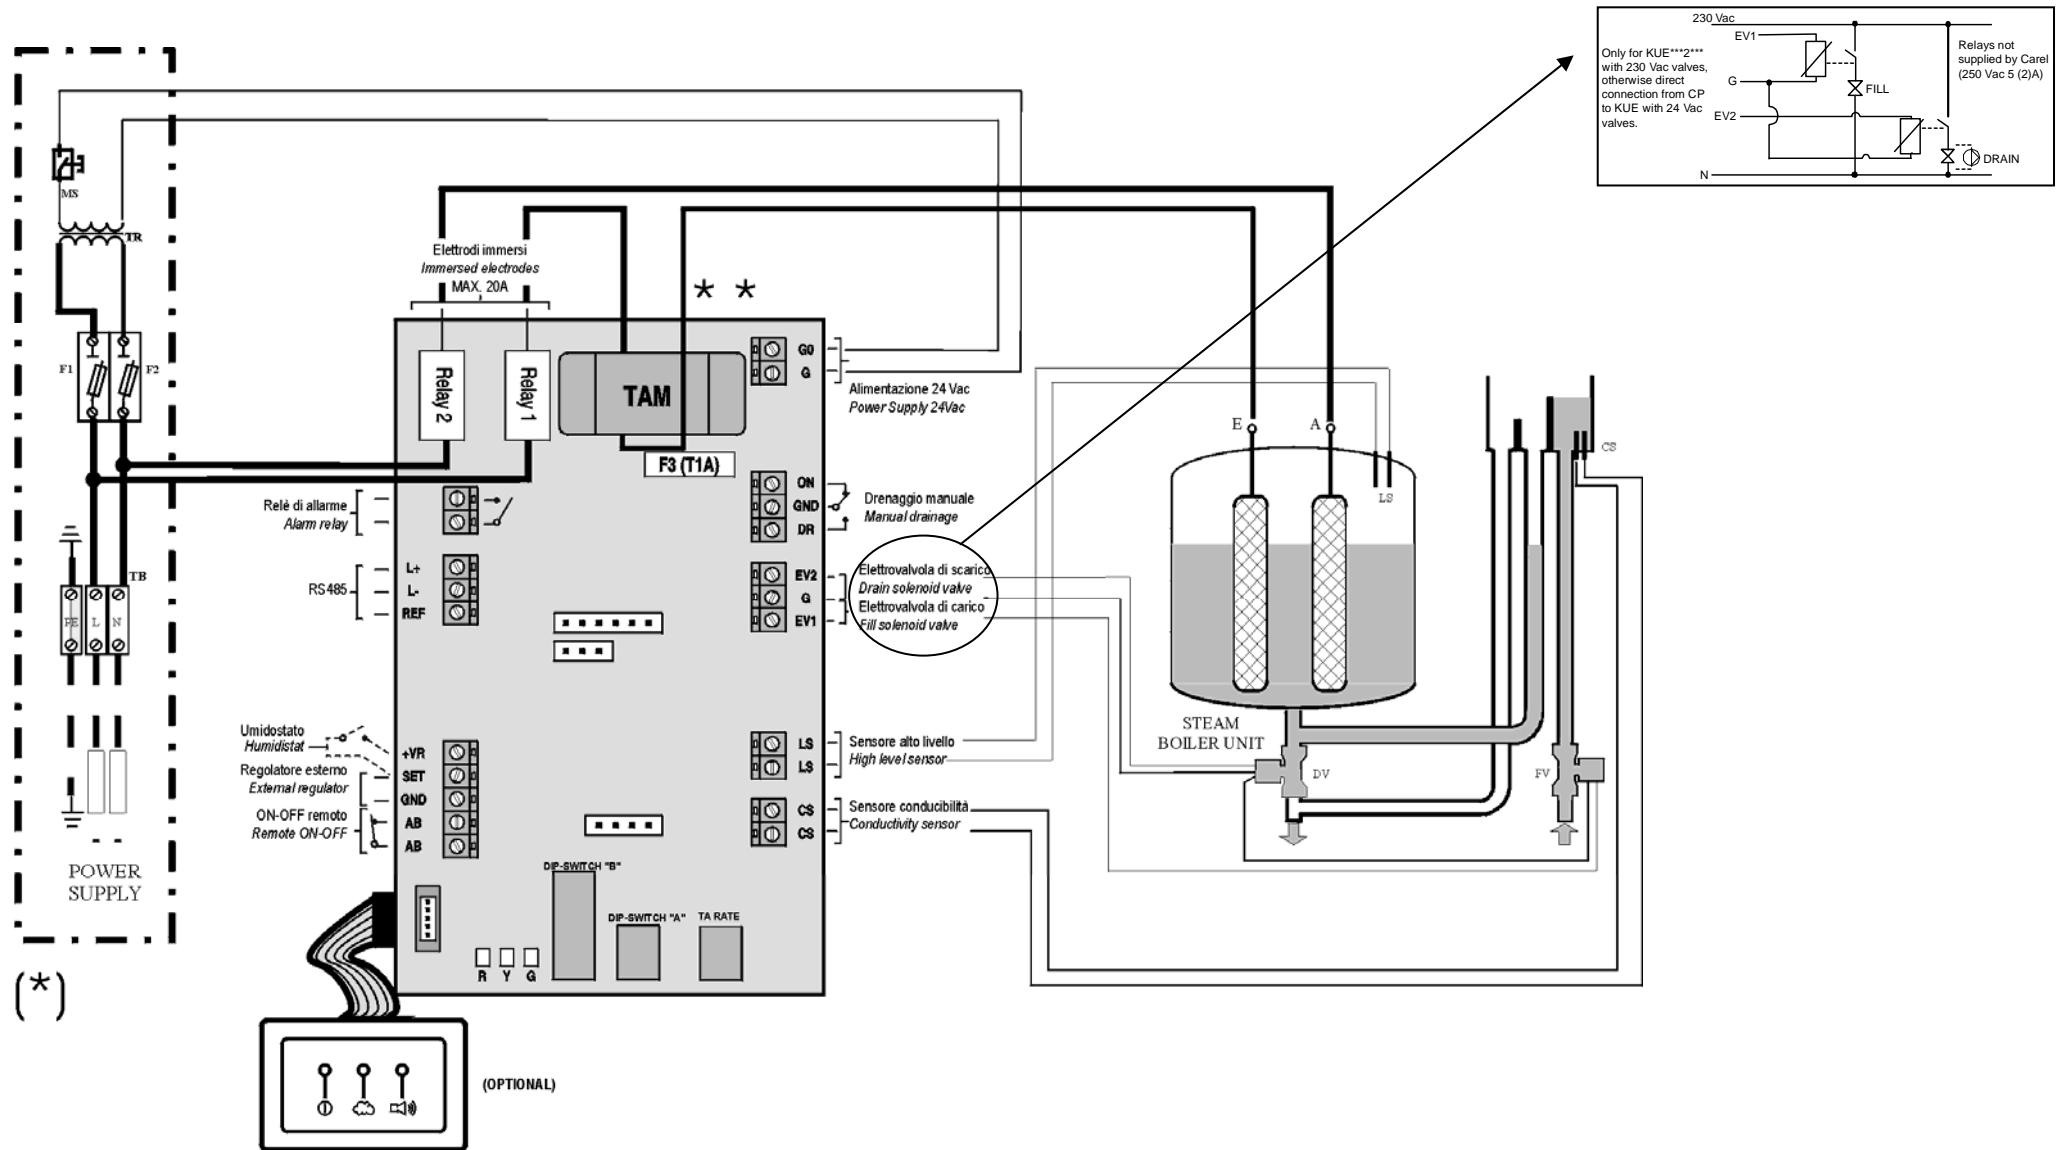 230 Vac
EV1
Only for KUE***2***
with 230 Vac valves,
otherwise direct
connection from CP
to KUE with 24 Vac
valves.
Relays not
supplied by Carel
(250 Vac 5 (2)A)
G
FILL
EV2
DRAIN
N
MS
TR
F1
F2
Elettrodi immersi
Immersed electrodes
MAX. 20A
* *
Relay 2
Relay 1
TAM
F3 (T1A)
G0
G
Alimentazione 24 Vac
Power Supply 24Vac
E
A
LS
CS
Relè di allarme
Alarm relay
ON
GND
DR
Drenaggio manuale
Manual drainage
RS485
L+
L-
REF
EV2
G
EV1
Elettrovalvola di scarico
Drain solenoid valve
Elettrovalvola di carico
Fill solenoid valve
TB
PE
L
N
POWER
SUPPLY
(*)
Umidostato
Humidistat
Regolatore esterno
External regulator
ON-OFF remoto
Remote ON-OFF
+VR
SET
GND
AB
AB
LS
LS
Sensore alto livello
High level sensor
CS
CS
Sensore conducibilità
Conductivity sensor
STEAM
BOILER UNIT
DV
FV
DIP-SWITCH "B"
DIP-SWITCH "A"
TA RATE
R Y G
(OPTIONAL)